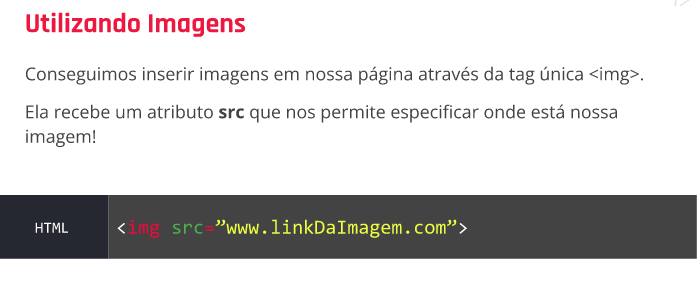 Utilizando Imagens
Conseguimos inserir imagens em nossa página através da tag única <img>.
Ela recebe um atributo src que nos permite especificar onde está nossa
imagem!
HTML
<img src=”www.linkDaImagem.com”>